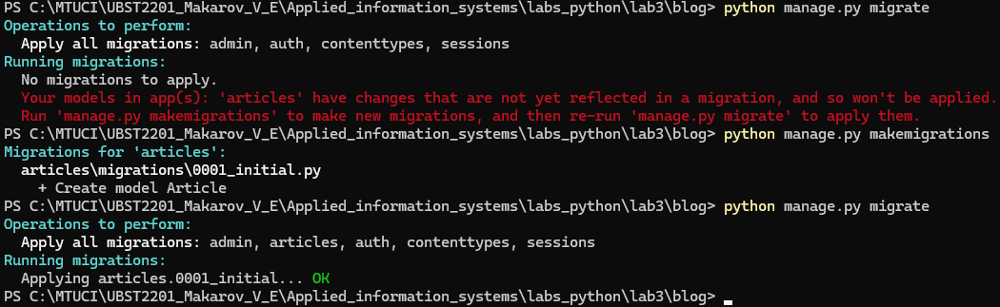 PS C:\MTUCI\UBST2201_Makarov_V_E\Applied_information_systems\labs_python\lab3\blog> python manage.py migrate
Operations to perform:
  Apply all migrations: admin, auth, contenttypes, sessions
Running migrations:
  No migrations to apply.
  Your models in app(s): 'articles' have changes that are not yet reflected in a migration, and so won't be applied.
  Run 'manage.py makemigrations' to make new migrations, and then re-run 'manage.py migrate' to apply them.
PS C:\MTUCI\UBST2201_Makarov_V_E\Applied_information_systems\labs_python\lab3\blog> python manage.py makemigrations
Migrations for 'articles':
  articles\migrations\0001_initial.py
    + Create model Article
PS C:\MTUCI\UBST2201_Makarov_V_E\Applied_information_systems\labs_python\lab3\blog> python manage.py migrate
Operations to perform:
  Apply all migrations: admin, articles, auth, contenttypes, sessions
Running migrations:
  Applying articles.0001_initial... OK
PS C:\MTUCI\UBST2201_Makarov_V_E\Applied_information_systems\labs_python\lab3\blog>